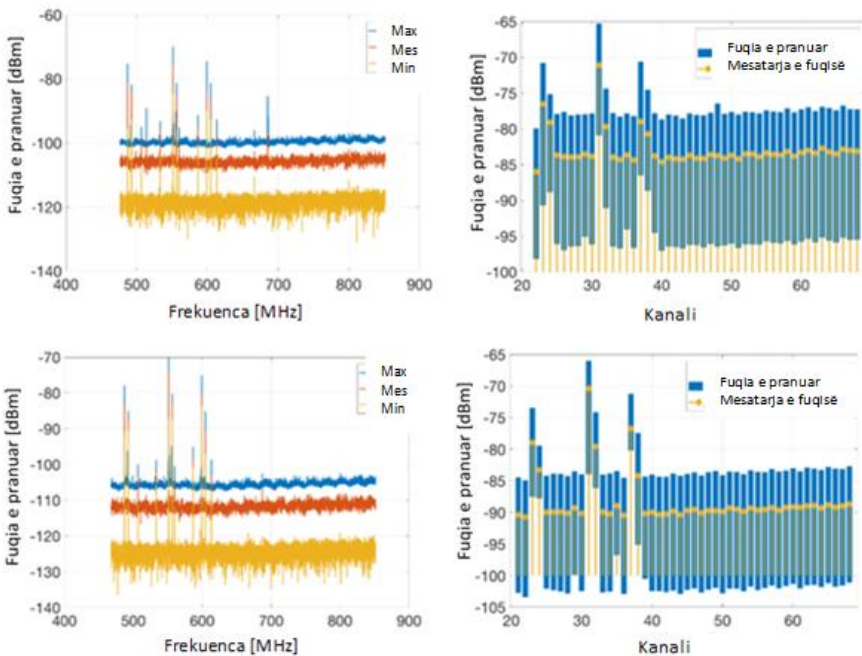 Fuqia e pranuar [dBm]
-60
-80
-100
-120
-140
Max
Mes
Min
400
500
600
700
800
900
Frekuenca [MHz]
Fuqia e pranuar [dBm]
-65
-70
-75
-80
-85
-90
-95
-100
Fuqia e pranuar
Mesatarja e fuqisë
20
30
40
50
60
Kanali
Fuqia e pranuar [dBm]
-70
-80
-90
-100
-110
-120
-130
-140
Max
Mes
Min
400
500
600
700
800
900
Frekuenca [MHz]
Fuqia e pranuar [dBm]
-65
-70
-75
-80
-85
-90
-95
-100
-105
Fuqia e pranuar
Mesatarja e fuqisë
20
30
40
50
60
Kanali